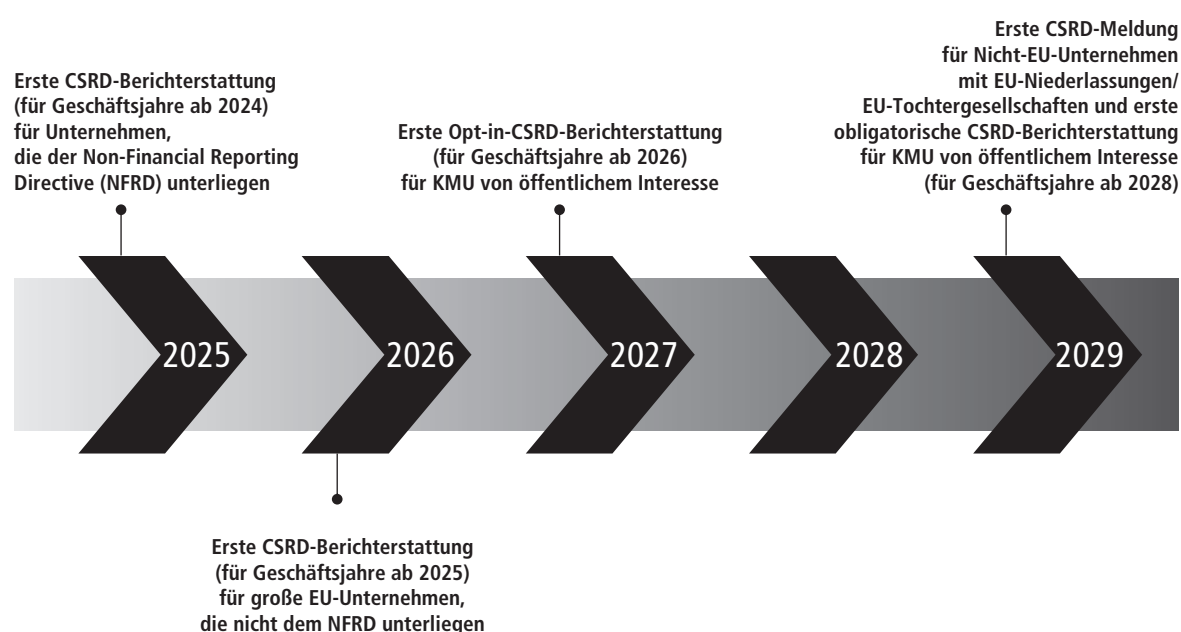 Erste CSRD-Berichterstattung
(für Geschäftsjahre ab 2024)
für Unternehmen,
die der Non-Financial Reporting
Directive (NFRD) unterliegen
Erste Opt-in-CSRD-Berichterstattung
(für Geschäftsjahre ab 2026)
für KMU von öffentlichem Interesse
Erste CSRD-Meldung
für Nicht-EU-Unternehmen
mit EU-Niederlassungen/
EU-Tochtergesellschaften und erste
obligatorische CSRD-Berichterstattung
für KMU von öffentlichem Interesse
(für Geschäftsjahre ab 2028)
2025
2026
2027
2028
2029
Erste CSRD-Berichterstattung
(für Geschäftsjahre ab 2025)
für große EU-Unternehmen,
die nicht dem NFRD unterliegen